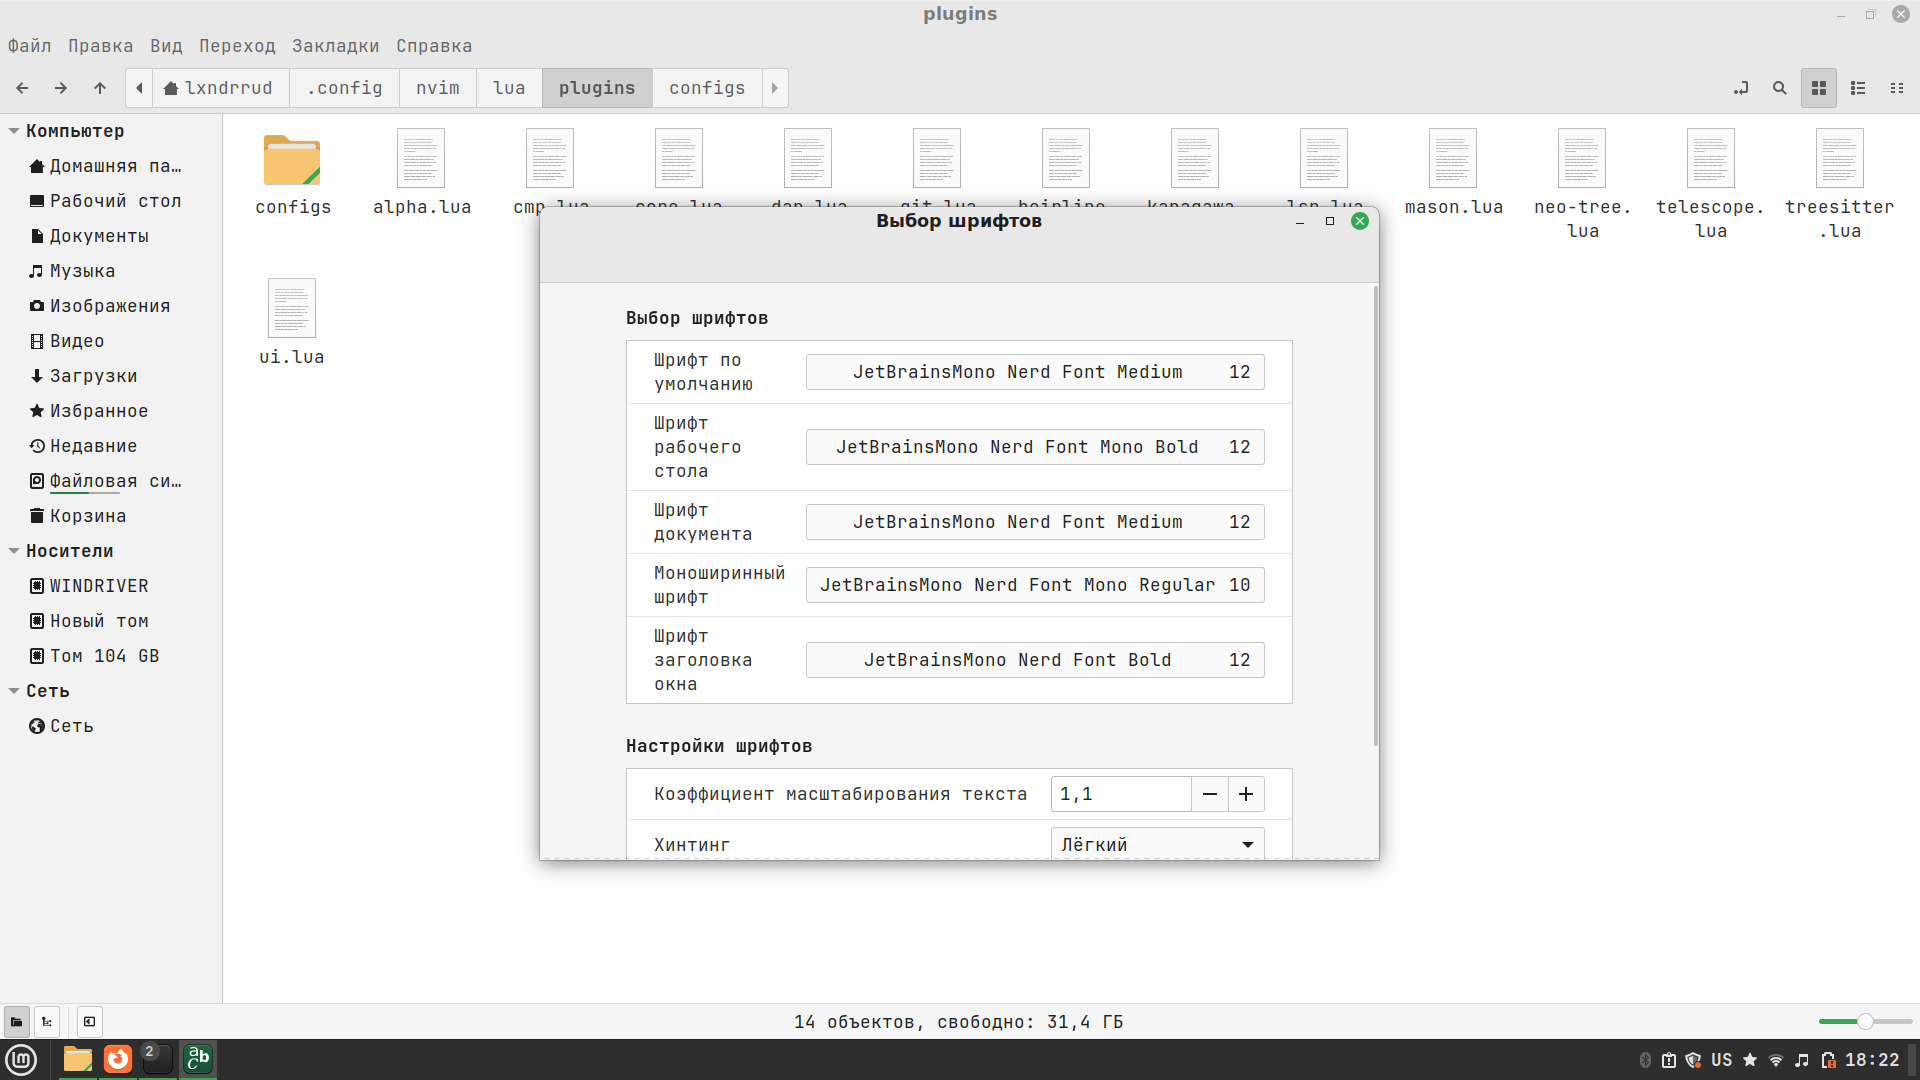 plugins
Файл Правка Вид Переход Закладки Справка
lxndrrud .config nvim lua plugins configs
Компьютер
Домашняя па…
Рабочий стол
Документы
Музыка
Изображения
Видео
Загрузки
Избранное
Недавние
Файловая си…
Корзина
Носители
WINDRIVER
Новый том
Том 104 GB
Сеть
Сеть
configs alpha.lua cmp.lua core.lua dap.lua git.lua heirline kanagawa lsp.lua mason.lua neo-tree. telescope. treesitter
lua lua .lua
ui.lua
Выбор шрифтов
Выбор шрифтов
Шрифт по
умолчанию
JetBrainsMono Nerd Font Medium 12
Шрифт
рабочего
стола
JetBrainsMono Nerd Font Mono Bold 12
Шрифт
документа
JetBrainsMono Nerd Font Medium 12
Моноширинный
шрифт
JetBrainsMono Nerd Font Mono Regular 10
Шрифт
заголовка
окна
JetBrainsMono Nerd Font Bold 12
Настройки шрифтов
Коэффициент масштабирования текста 1,1
Хинтинг Лёгкий
14 объектов, свободно: 31,4 ГБ
2 US 18:22